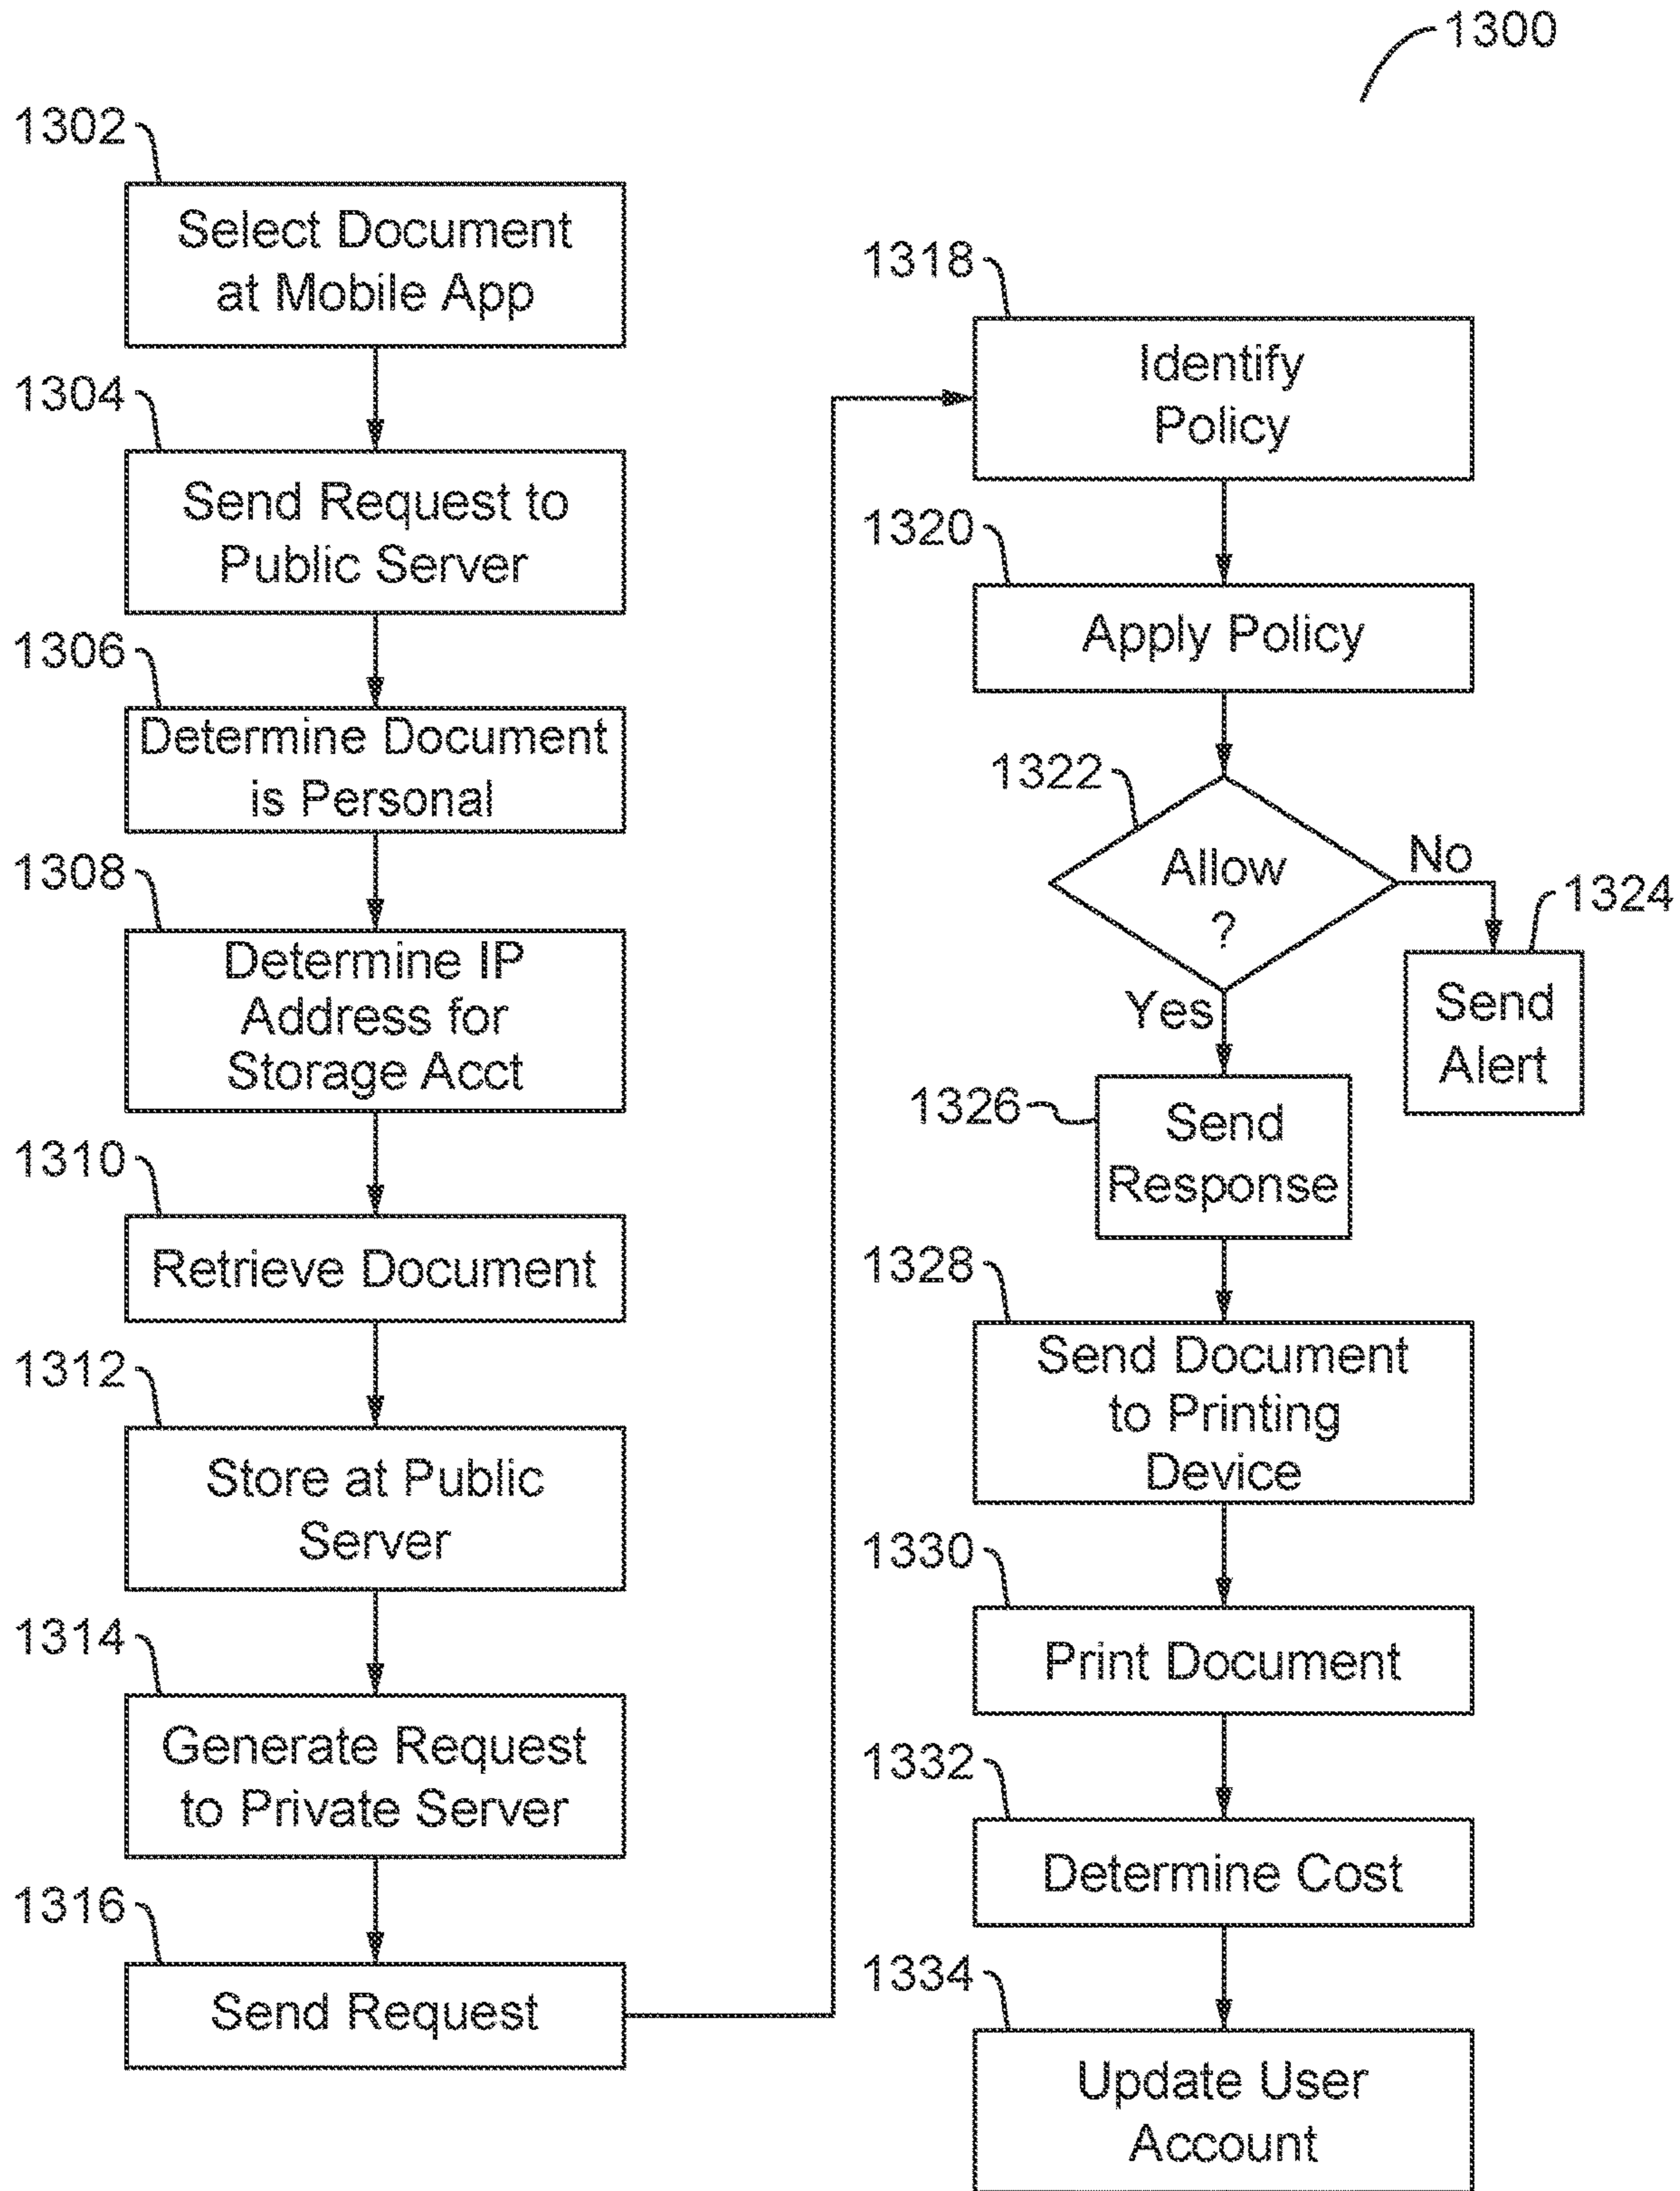 1300
1302
Select Document
at Mobile App
1304
Send Request to
Public Server
1306
Determine Document
is Personal
1308
Determine IP
Address for
Storage Acct
1310
Retrieve Document
1312
Store at Public
Server
1314
Generate Request
to Private Server
1316
Send Request
1318
Identify
Policy
1320
Apply Policy
1322
Allow
?
No
1324
Send
Alert
Yes
1326
Send
Response
1328
Send Document
to Printing
Device
1330
Print Document
1332
Determine Cost
1334
Update User
Account